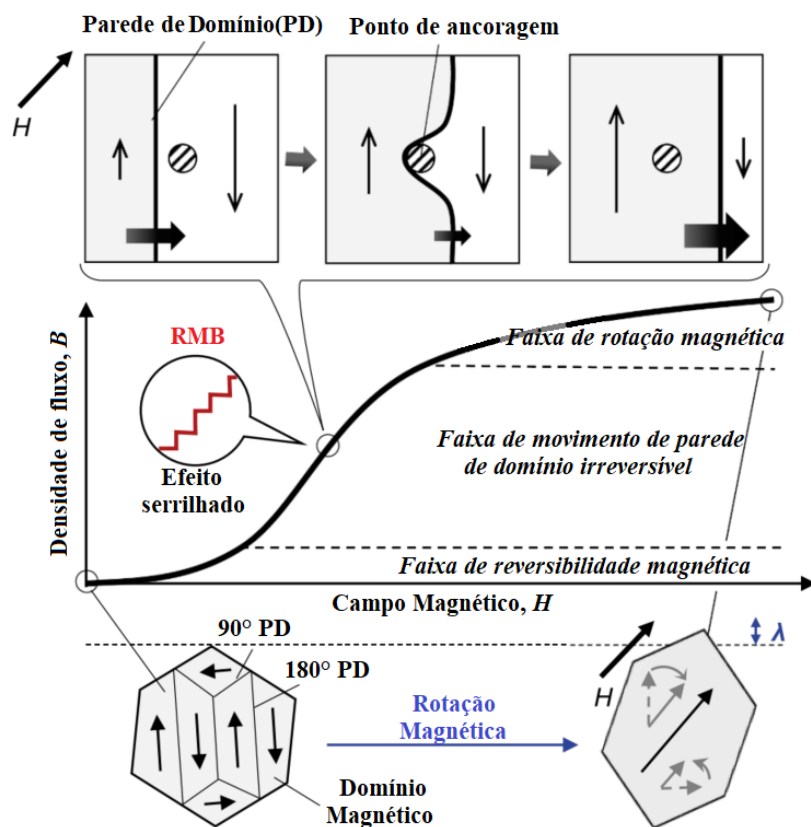 Parede de Domínio(PD)
Ponto de ancoragem
H
RMB
Efeito
serrilhado
Densidade de fluxo, B
Faixa de rotação magnética
Faixa de movimento de parede
de domínio irreversível
Faixa de reversibilidade magnética
Campo Magnético, H
90° PD
180° PD
Rotação
Magnética
Domínio
Magnético
H
λ